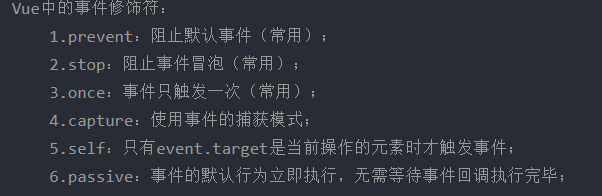 Vue中的事件修饰符：
1.prevent：阻止默认事件（常用）；
2.stop：阻止事件冒泡（常用）；
3.once：事件只触发一次（常用）；
4.capture：使用事件的捕获模式；
5.self：只有event.target是当前操作的元素时才触发事件；
6.passive：事件的默认行为立即执行，无需等待事件回调执行完毕；